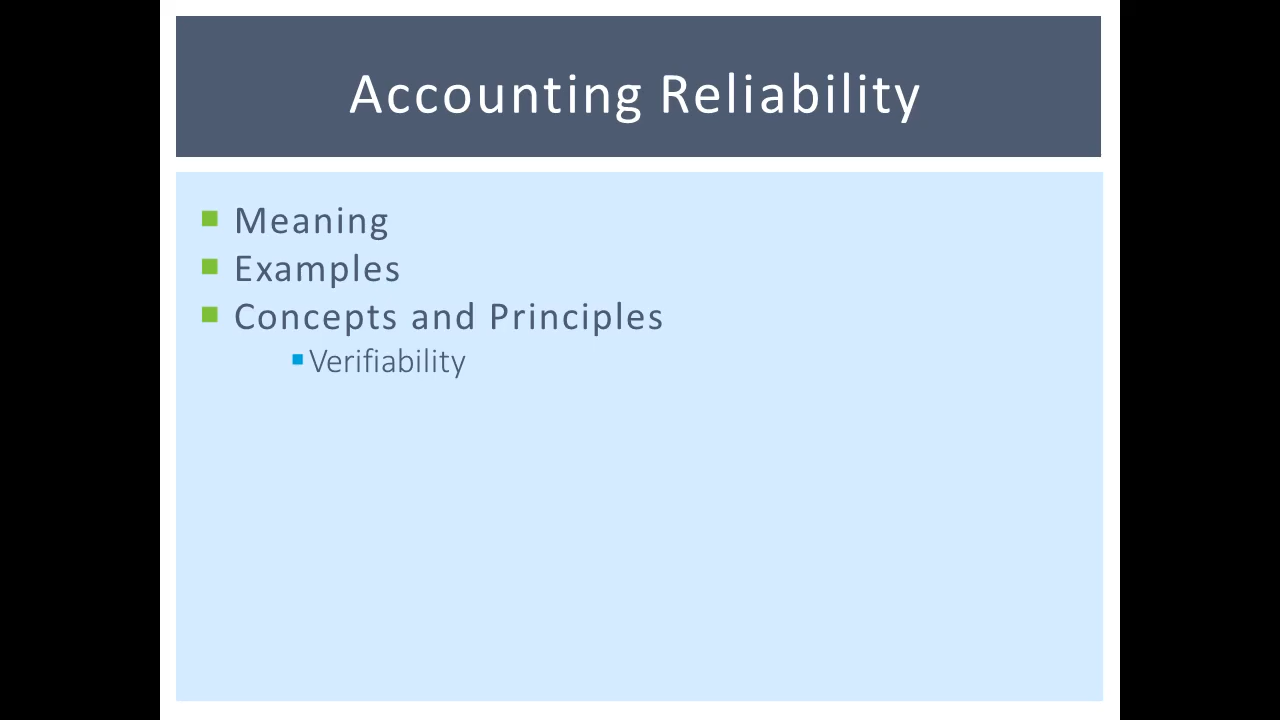 Accounting Reliability
Meaning
Examples
Concepts and Principles
Verifiability